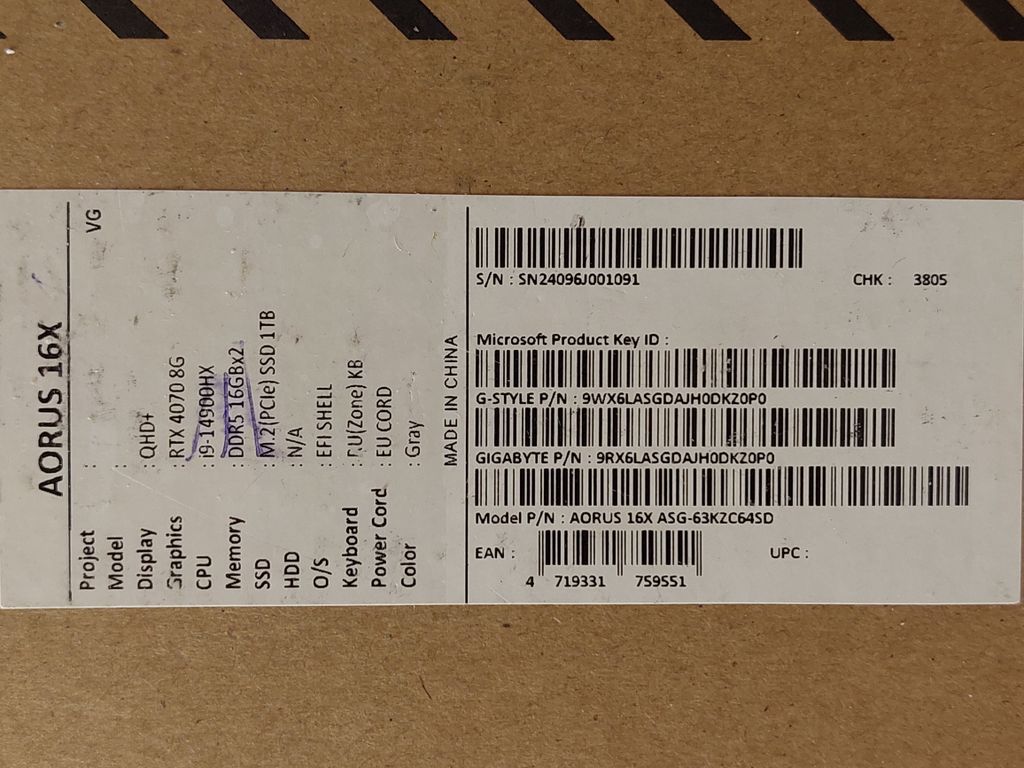 AORUS 16X
VG
Project :
Model :
Display : QHD+
Graphics : RTX 4070 8G
CPU : I9-14900HX
Memory : DDR5 16GBx2
SSD : M.2(PCIe) SSD 1TB
HDD : N/A
O/S : EFI SHELL
Keyboard : RU(Zone) KB
Power Cord : EU CORD
Color : Gray
MADE IN CHINA
S/N : SN24096J001091 CHK : 3805
Microsoft Product Key ID :
G-STYLE P/N : 9WX6LASGDAJH0DKZ0P0
GIGABYTE P/N : 9RX6LASGDAJH0DKZ0P0
Model P/N : AORUS 16X ASG-63KZC64SD
EAN : UPC :
4 719331 759551